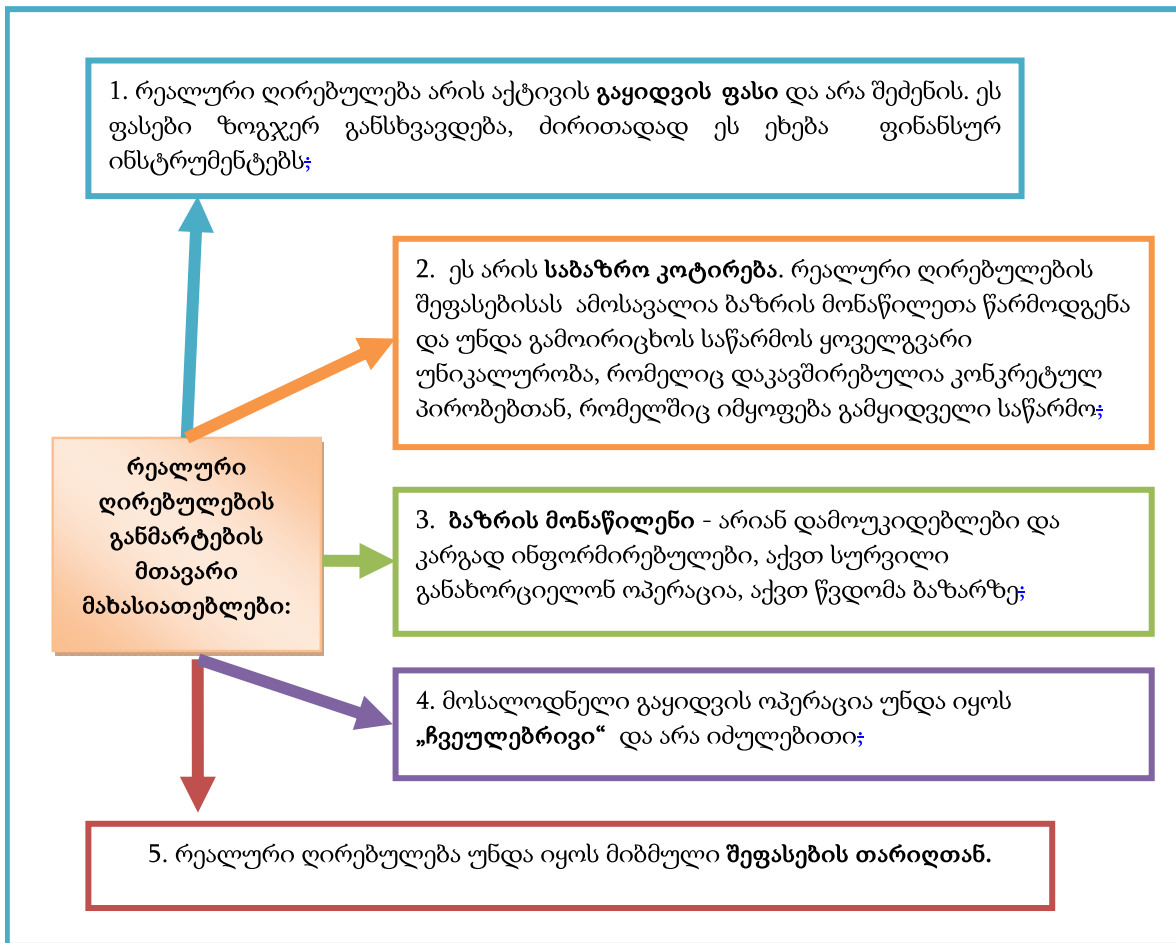 1. რეალური ღირებულება არის აქტივის გაყიდვის ფასი და არა შეძენის. ეს
ფასები ზოგჯერ განსხვავდება, ძირითადად ეს ეხება ფინანსურ
ინსტრუმენტებს;
2. ეს არის საბაზრო კოტირება. რეალური ღირებულების
შეფასებისას ამოსავალია ბაზრის მონაწილეთა წარმოდგენა
და უნდა გამოირიცხოს საწარმოს ყოველგვარი
უნიკალურობა, რომელიც დაკავშირებულია კონკრეტულ
პირობებთან, რომელშიც იმყოფება გამყიდველი საწარმო;
რეალური
ღირებულების
განმარტების
მთავარი
მახასიათებლები:
3. ბაზრის მონაწილენი - არიან დამოუკიდებლები და
კარგად ინფორმირებულები, აქვთ სურვილი
განახორციელონ ოპერაცია, აქვთ წვდომა ბაზარზე;
4. მოსალოდნელი გაყიდვის ოპერაცია უნდა იყოს
„ჩვეულებრივი“ და არა იძულებითი;
5. რეალური ღირებულება უნდა იყოს მიბმული შეფასების თარიღთან.